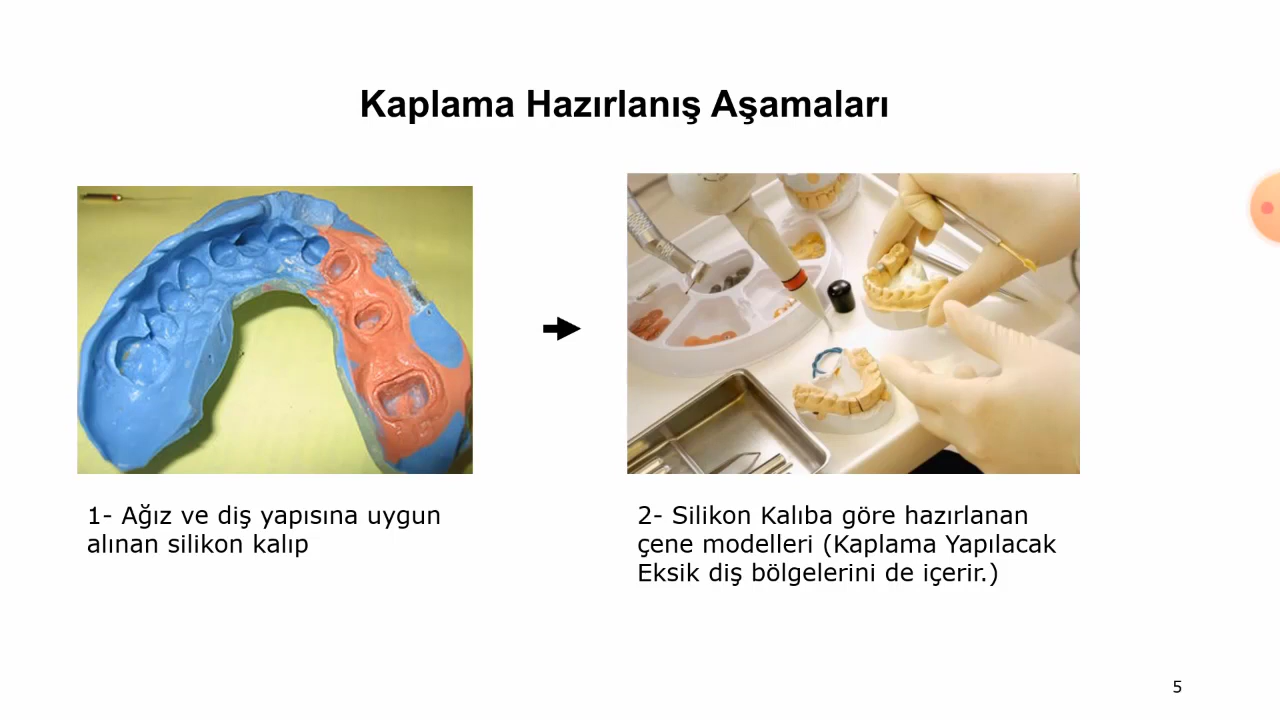 Kaplama Hazırlanış Aşamaları
1- Ağız ve diş yapısına uygun
alınan silikon kalıp
2- Silikon Kalıba göre hazırlanan
çene modelleri (Kaplama Yapılacak
Eksik diş bölgelerini de içerir.)
5